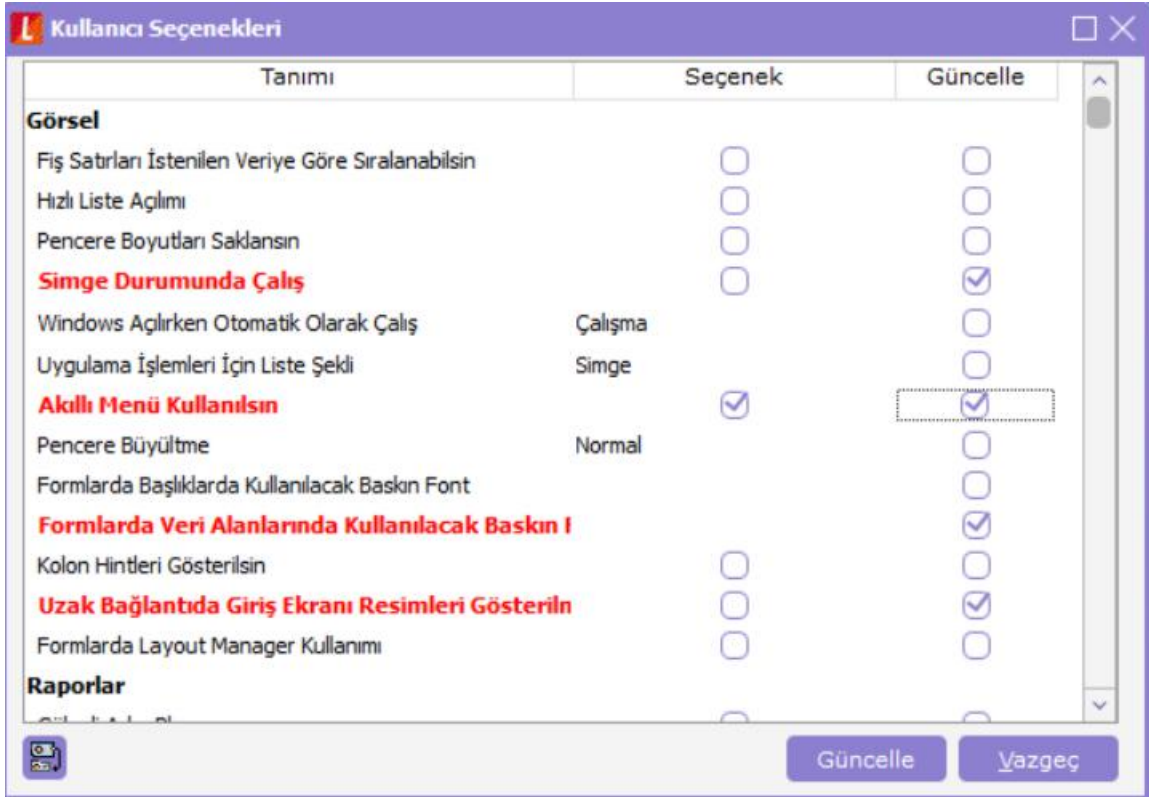 Kullanıcı Seçenekleri
Tanımı Seçenek Güncelle
Görsel
Fiş Satırları İstenilen Veriye Göre Sıralanabilsin
Hızlı Liste Açılımı
Pencere Boyutları Saklansın
Simge Durumunda Çalış
Windows Açılırken Otomatik Olarak Çalış Çalışma
Uygulama İşlemleri İçin Liste Şekli Simge
Akıllı Menü Kullanılsın
Pencere Büyültme Normal
Formlarda Başlıklarda Kullanılacak Baskın Font
Formlarda Veri Alanlarında Kullanılacak Baskın
Kolon Hintleri Gösterilsin
Uzak Bağlantıda Giriş Ekranı Resimleri
Formlarda Layout Manager Kullanımı
Raporlar
Güncelle Vazgeç